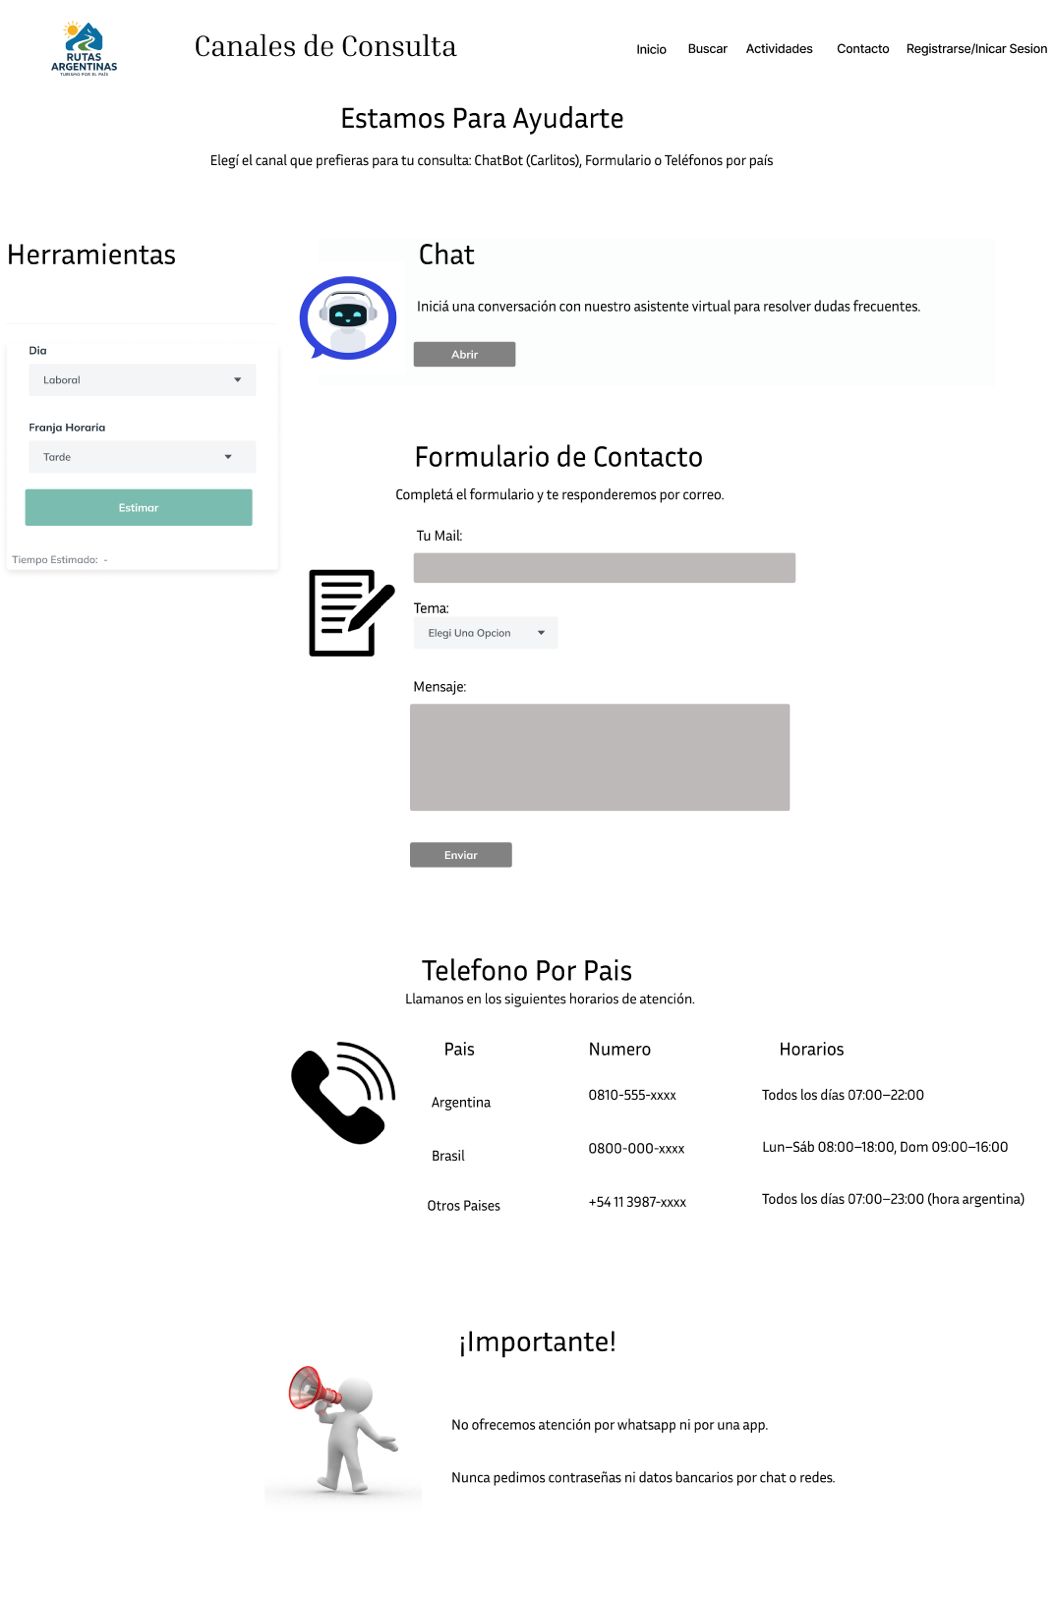 RUTAS
ARGENTINAS
TURISMO POR EL PAÍS
Canales de Consulta
Inicio
Buscar
Actividades
Contacto
Registrarse/Inicar Sesion
Estamos Para Ayudarte
Elegí el canal que prefieras para tu consulta: ChatBot (Carlitos), Formulario o Teléfonos por país
Herramientas
Dia
Laboral
Franja Horaria
Tarde
Estimar
Tiempo Estimado: -
Chat
Iniciá una conversación con nuestro asistente virtual para resolver dudas frecuentes.
Abrir
Formulario de Contacto
Completá el formulario y te responderemos por correo.
Tu Mail:
Tema:
Elegi Una Opcion
Mensaje:
Enviar
Telefono Por Pais
Llamanos en los siguientes horarios de atención.
Pais Numero Horarios
Argentina 0810-555-xxxx Todos los días 07:00–22:00
Brasil 0800-000-xxxx Lun–Sáb 08:00–18:00, Dom 09:00–16:00
Otros Paises +54 11 3987-xxxx Todos los días 07:00–23:00 (hora argentina)
¡Importante!
No ofrecemos atención por whatsapp ni por una app.
Nunca pedimos contraseñas ni datos bancarios por chat o redes.